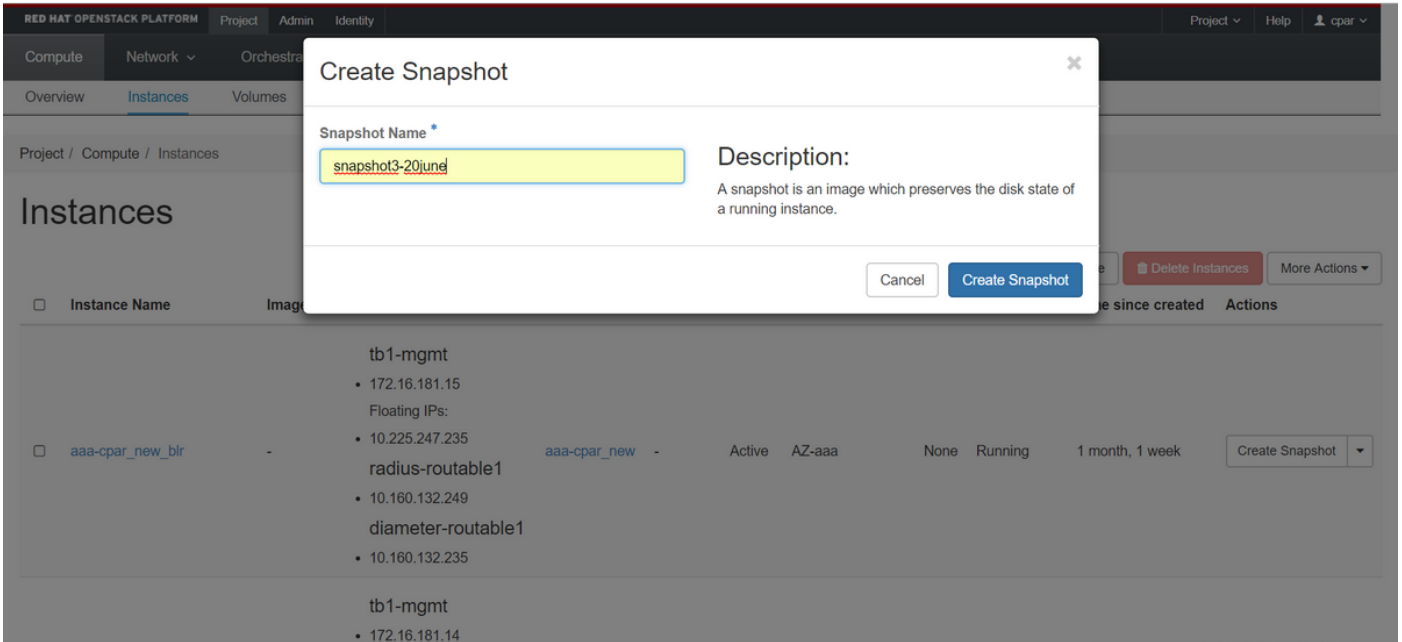 RED HAT OPENSTACK PLATFORM Project Admin Identity Project Help cpar
Compute Network Orchestra
Overview Instances Volumes
Create Snapshot
Snapshot Name *
snapshot3-20june
Description:
A snapshot is an image which preserves the disk state of
a running instance.
Cancel Create Snapshot
Project / Compute / Instances
Instances
Delete Instances More Actions
Instance Name Image e since created Actions
tb1-mgmt
• 172.16.181.15
Floating IPs:
• 10.225.247.235
radius-routable1
• 10.160.132.249
diameter-routable1
• 10.160.132.235
aaa-cpar_new_blr - aaa-cpar_new - Active AZ-aaa None Running 1 month, 1 week Create Snapshot
tb1-mgmt
• 172.16.181.14